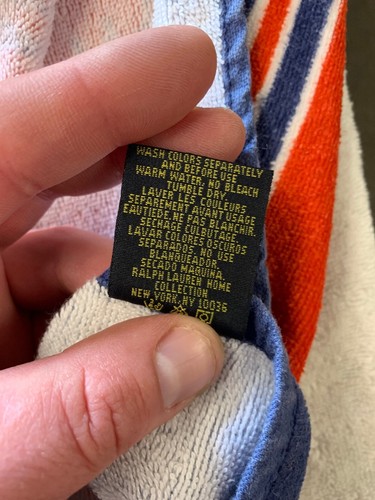 WASH COLORS SEPARATELY
AND BEFORE USE
WARM WATER. NO BLEACH
TUMBLE DRY.
LAVER LES COULEURS
SEPAREMENT AVANT USAGE
EAUTIEDE.NE PAS BLANCHIR.
SECHAGE CULBUTAGE.
LAVAR COLORES OSCUROS
SEPARADOS. NO USE
BLANQUEADOR.
SECADO MAQUINA.
RALPH LAUREN HOME
COLLECTION
NEW YORK, NY 10036